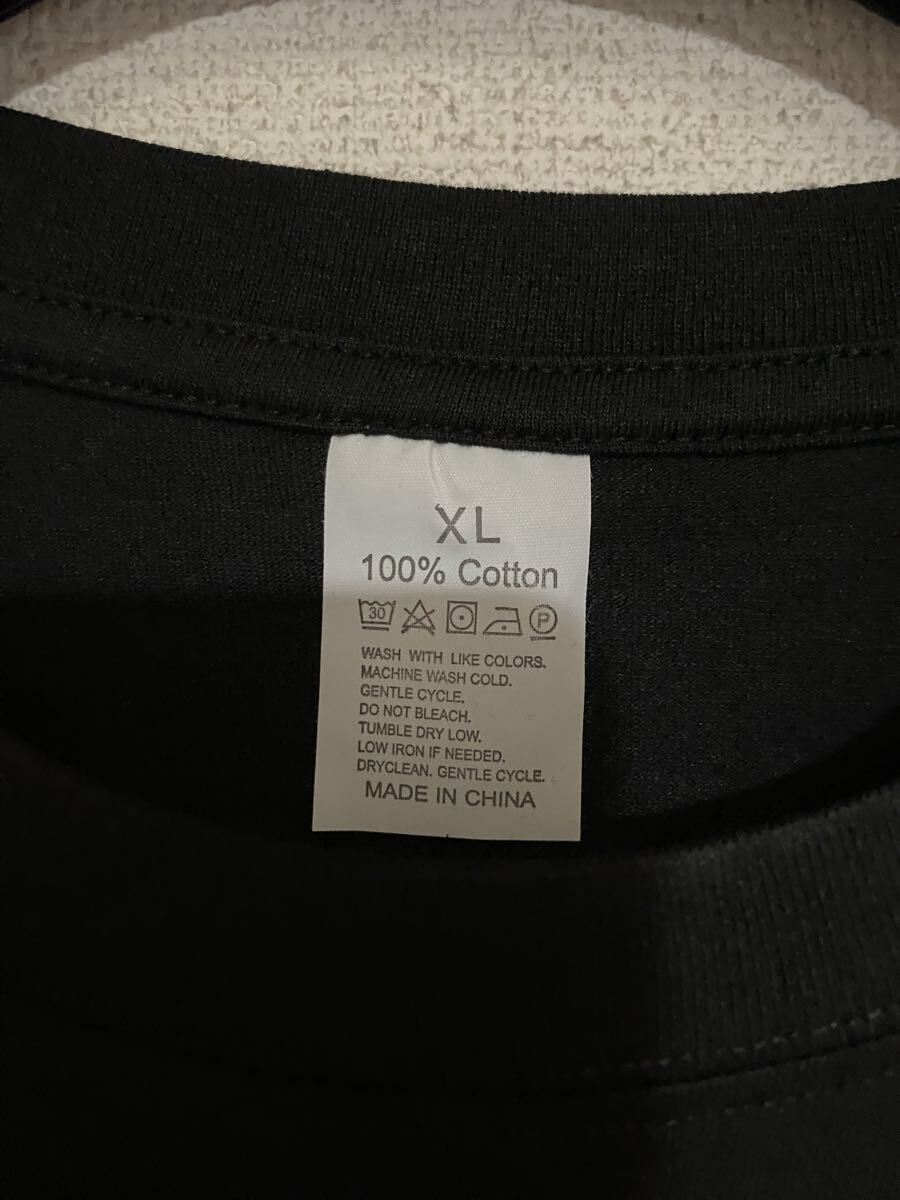 XL
100% Cotton
30 P
WASH WITH LIKE COLORS.
MACHINE WASH COLD.
GENTLE CYCLE.
DO NOT BLEACH.
TUMBLE DRY LOW.
LOW IRON IF NEEDED.
DRYCLEAN. GENTLE CYCLE.
MADE IN CHINA